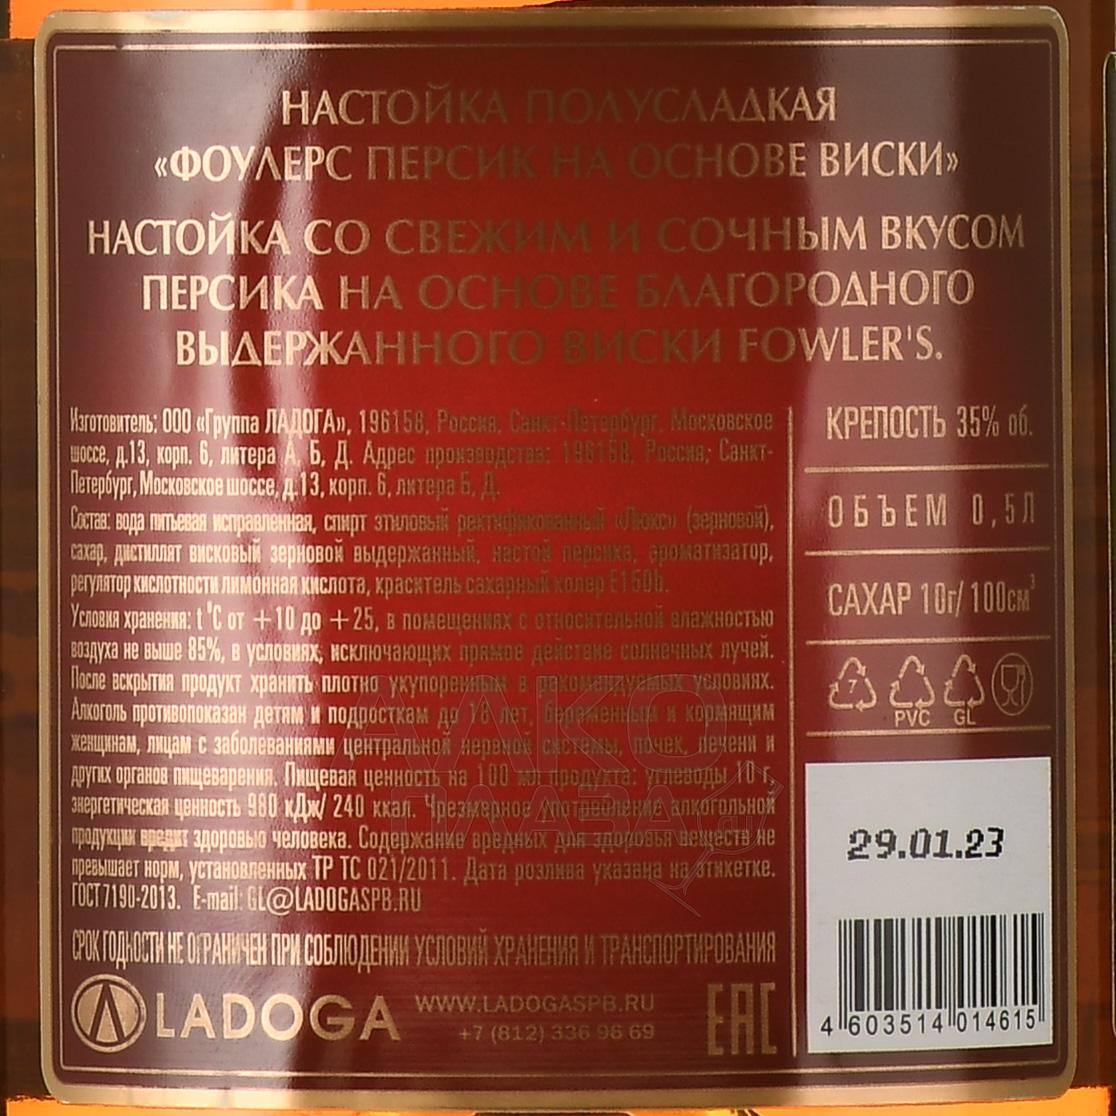 НАСТОЙКА ПОЛУСЛАДКАЯ
«ФОУЛЕРС ПЕРСИК НА ОСНОВЕ ВИСКИ»
НАСТОЙКА СО СВЕЖИМ И СОЧНЫМ ВКУСОМ
ПЕРСИКА НА ОСНОВЕ БЛАГОРОДНОГО
ВЫДЕРЖАННОГО ВИСКИ FOWLER'S.
Изготовитель: ООО «Группа ЛАДОГА», 196158, Россия, Санкт-Петербург, Московское
шоссе, д.13, корп. 6, литера А, Б, Д. Адрес производства: 196158, Россия, Санкт-
Петербург, Московское шоссе, д.13, корп. 6, литера Б, Д.
Состав: вода питьевая исправленная, спирт этиловый ректификованный «Люкс» (зерновой),
сахар, дистиллят висковый зерновой выдержанный, настой персика, ароматизатор,
регулятор кислотности лимонная кислота, краситель сахарный колер Е150b.
Условия хранения: t °С от +10 до +25, в помещениях с относительной влажностью
воздуха не выше 85%, в условиях, исключающих прямое действие солнечных лучей.
После вскрытия продукт хранить плотно укупоренным в рекомендуемых условиях.
Алкоголь противопоказан детям и подросткам до 18 лет, беременным и кормящим
женщинам, лицам с заболеваниями центральной нервной системы, почек, печени и
других органов пищеварения. Пищевая ценность на 100 мл продукта: углеводы 10 г,
энергетическая ценность 980 кДж/ 240 ккал. Чрезмерное употребление алкогольной
продукции вредит здоровью человека. Содержание вредных для здоровья веществ не
превышает норм, установленных ТР ТС 021/2011. Дата розлива указана на этикетке.
ГОСТ 7190-2013. E-mail: GL@LADOGASPB.RU
СРОК ГОДНОСТИ НЕ ОГРАНИЧЕН ПРИ СОБЛЮДЕНИИ УСЛОВИЙ ХРАНЕНИЯ И ТРАНСПОРТИРОВАНИЯ
LADOGA
WWW.LADOGASPB.RU
+7 (812) 336 96 69
EAC
КРЕПОСТЬ 35% об.
ОБЪЕМ 0,5Л
САХАР 10г/ 100см³
7
PVC GL
29.01.23
4 603514 014615
АЛКО
ПЛАЗА
.ru